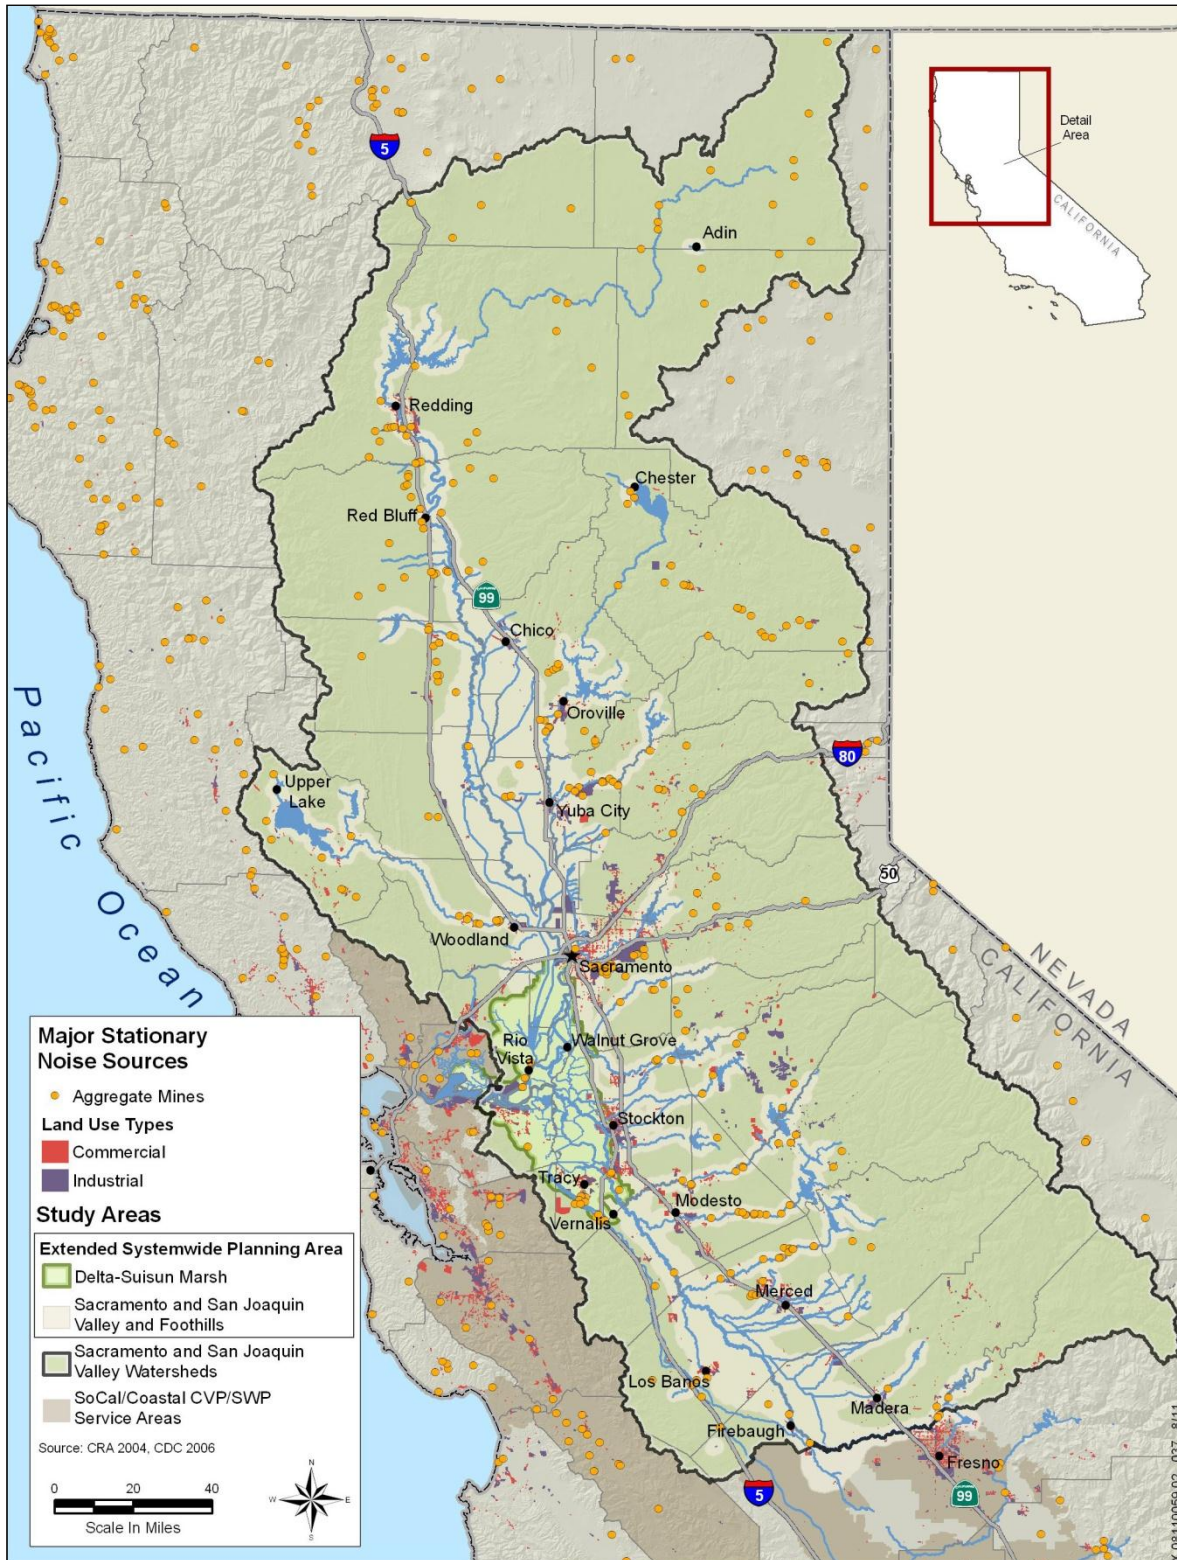 5
Detail
Area
CALIFORNIA
Adin
Redding
Chester
Red Bluff
99
Chico
Oroville
Pacific Ocean
80
Upper
Lake
Yuba City
50
Woodland
Sacramento
NEVADA
CALIFORNIA
Rio
Vista
Walnut Grove
Stockton
Tracy
Modesto
Vernalis
Merced
Los Banos
Madera
Firebaugh
Fresno
5
99
Major Stationary
Noise Sources
Aggregate Mines
Land Use Types
Commercial
Industrial
Study Areas
Extended Systemwide Planning Area
Delta-Suisun Marsh
Sacramento and San Joaquin
Valley and Foothills
Sacramento and San Joaquin
Valley Watersheds
SoCal/Coastal CVP/SWP
Service Areas
Source: CRA 2004, CDC 2006
0 20 40
Scale In Miles
N
W E
S